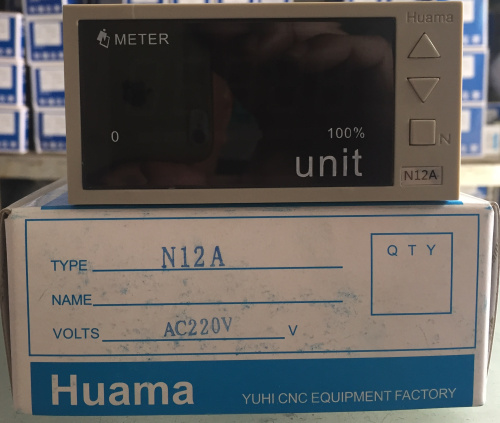 Huama
METER
0
100%
unit
N
N12A
TYPE N12A
QTY
NAME
VOLTS AC220V V
Huama YUHI CNC EQUIPMENT FACTORY